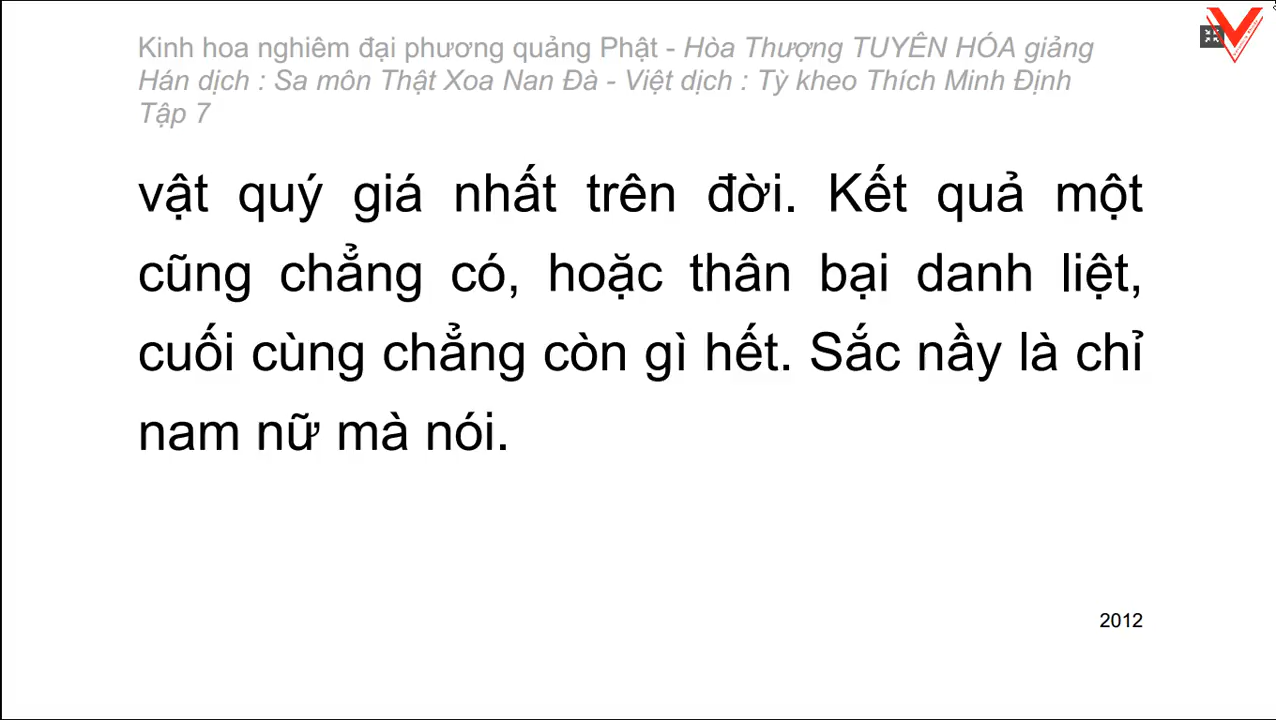 Kinh hoa nghiêm đại phương quảng Phật - Hòa Thượng TUYÊN HÓA giảng
Hán dịch : Sa môn Thật Xoa Nan Đà - Việt dịch : Tỳ kheo Thích Minh Định
Tập 7
vật quý giá nhất trên đời. Kết quả một
cũng chẳng có, hoặc thân bại danh liệt,
cuối cùng chẳng còn gì hết. Sắc nầy là chỉ
nam nữ mà nói.
2012